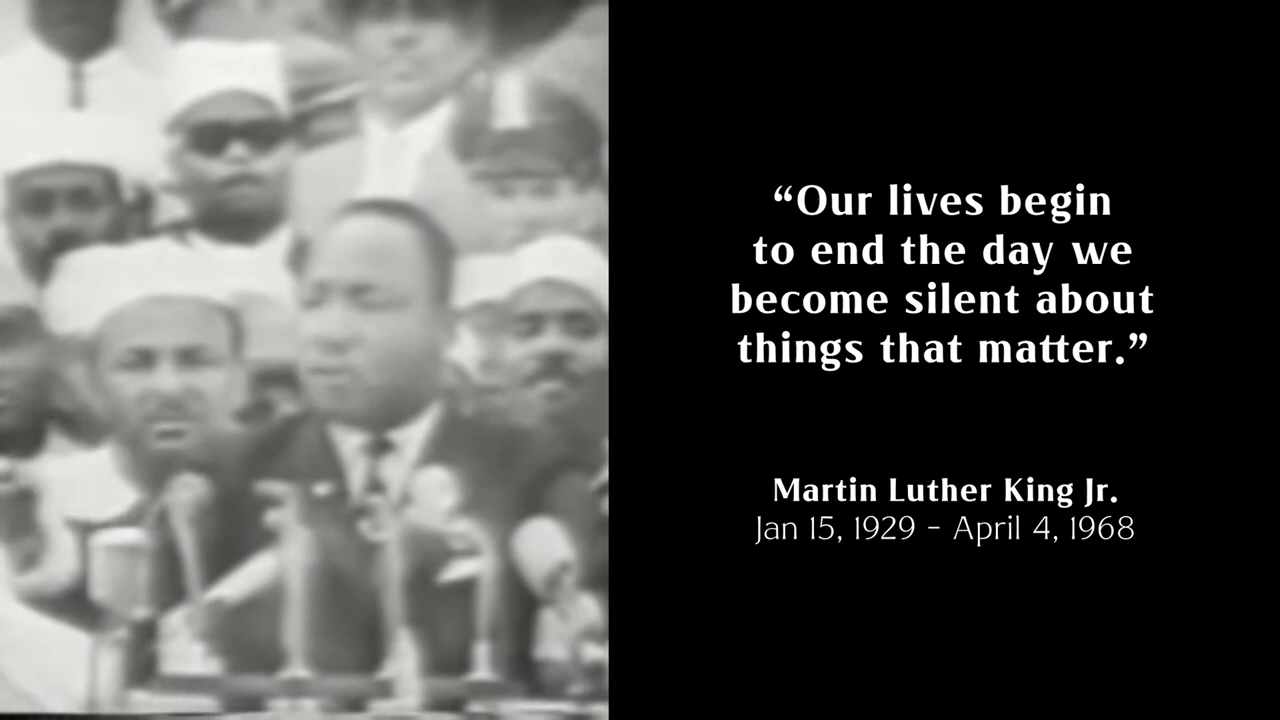 “Our lives begin
to end the day we
become silent about
things that matter.”
Martin Luther King Jr.
Jan 15, 1929 – April 4, 1968